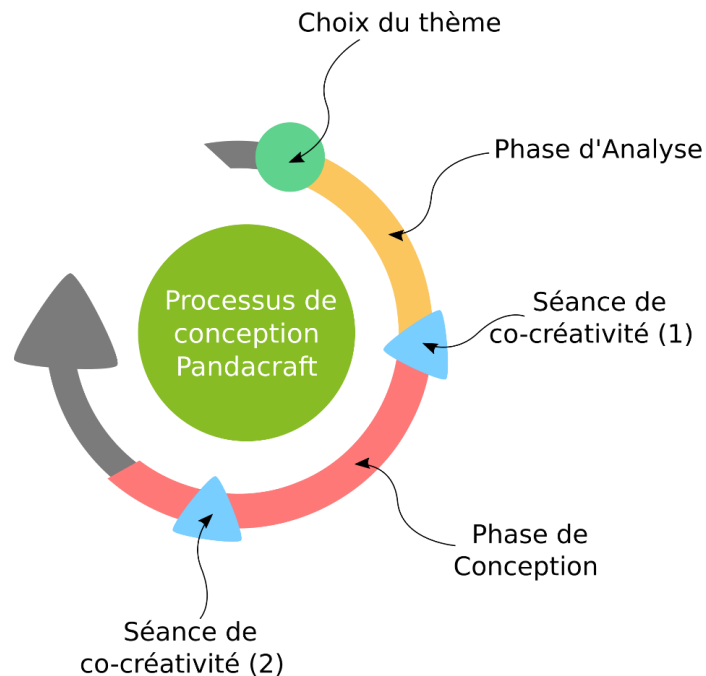 Choix du thème
Phase d'Analyse
Séance de
co-créativité (1)
Processus de
conception
Pandacraft
Phase de
Conception
Séance de
co-créativité (2)